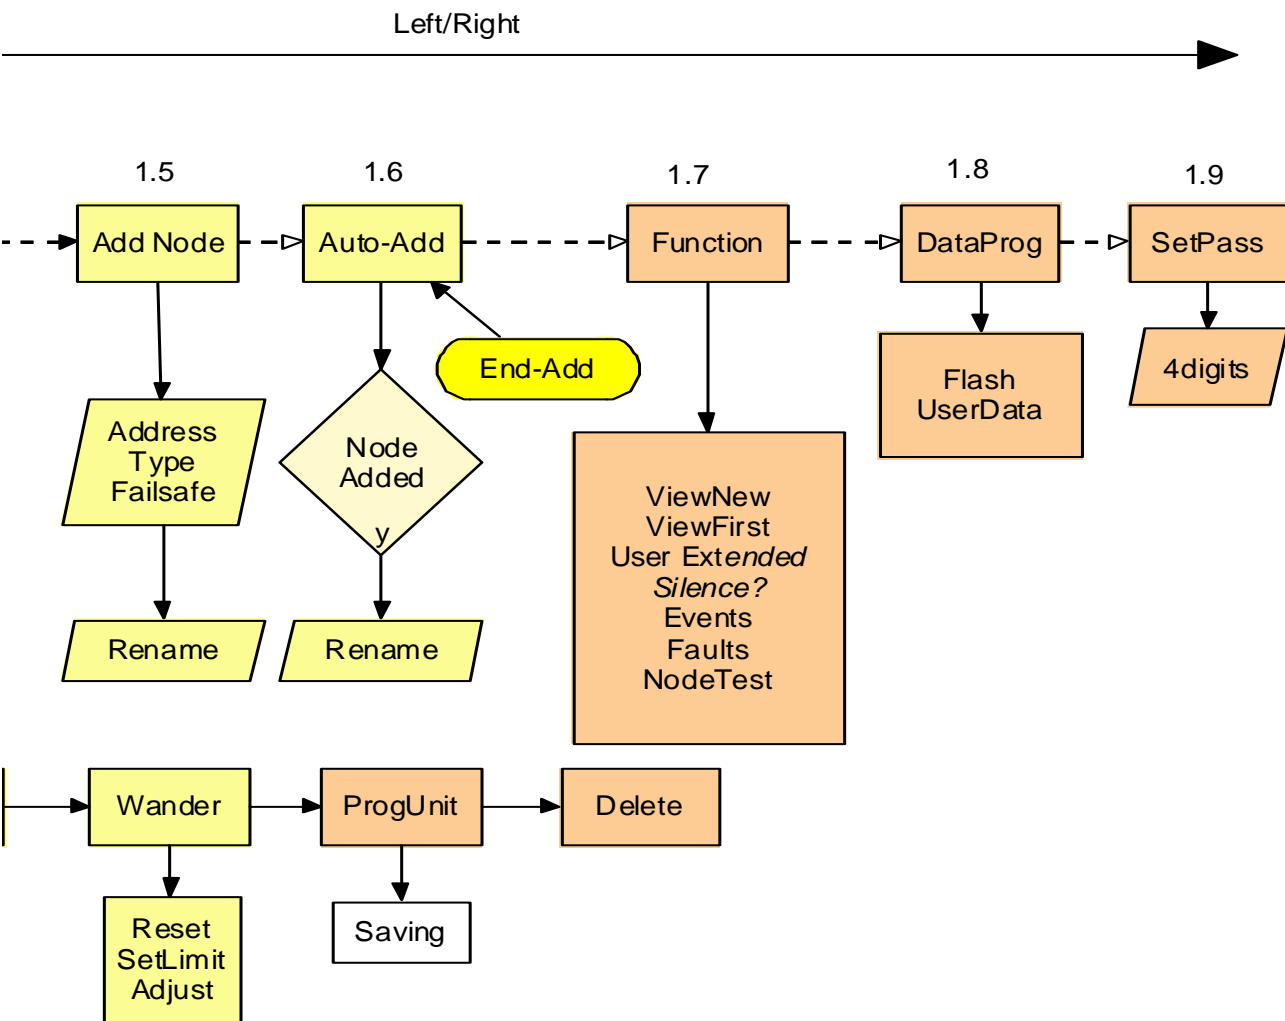 Left/Right
1.5
1.6
1.7
1.8
1.9
Add Node
Auto-Add
Function
DataProg
SetPass
End-Add
Flash
UserData
4digits
Address
Type
Failsafe
Node
Added
y
ViewNew
ViewFirst
User Extended
Silence?
Events
Faults
NodeTest
Rename
Rename
Wander
ProgUnit
Delete
Reset
SetLimit
Adjust
Saving